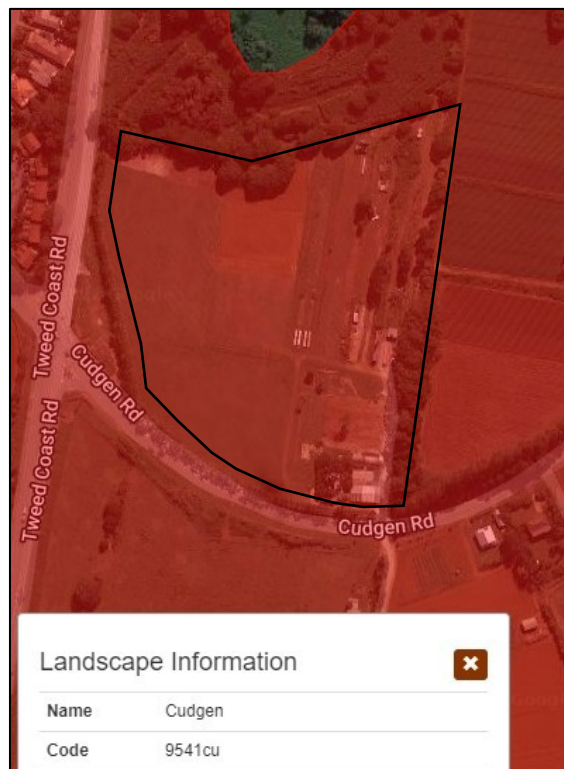 Tweed Coast Rd
Cudgen Rd
Tweed Coast Rd
Cudgen Rd
Landscape Information
Name Cudgen
Code 9541cu